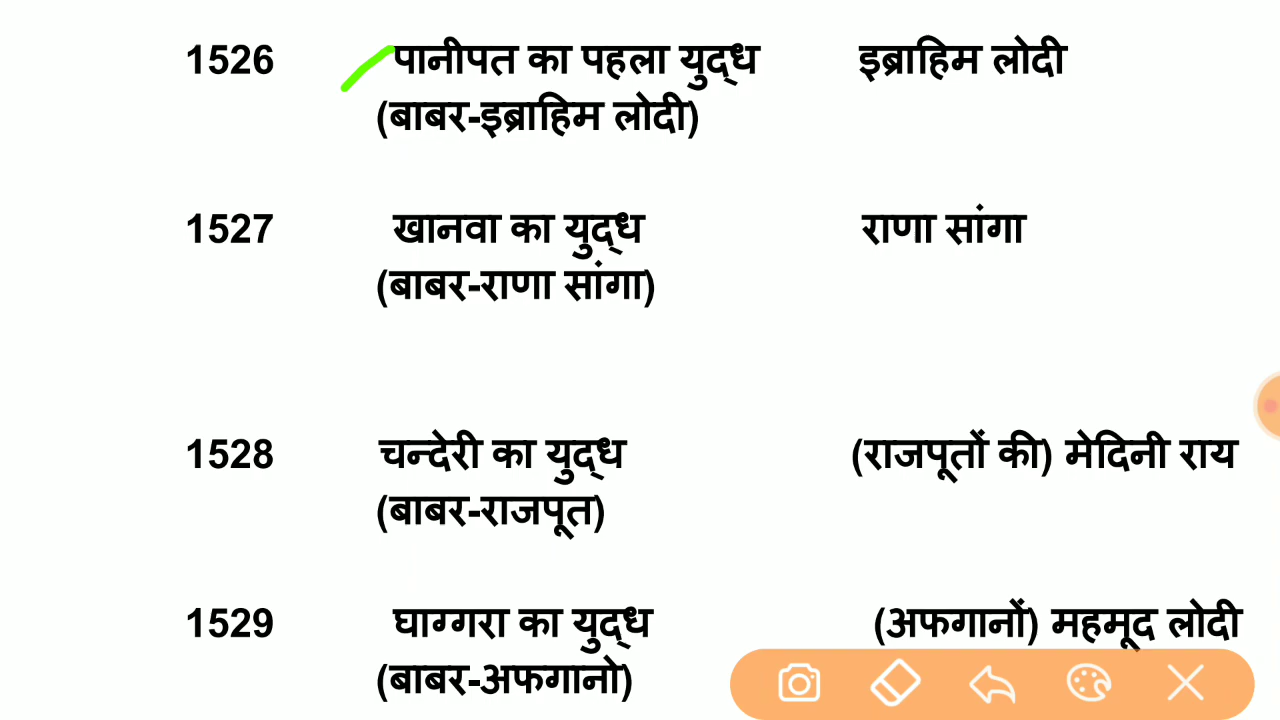 1526 पानीपत का पहला युद्ध इब्राहिम लोदी
(बाबर-इब्राहिम लोदी)
1527 खानवा का युद्ध राणा सांगा
(बाबर-राणा सांगा)
1528 चन्देरी का युद्ध (राजपूतों की) मेदिनी राय
(बाबर-राजपूत)
1529 घाग्गरा का युद्ध (अफगानों) महमूद लोदी
(बाबर-अफगानो)